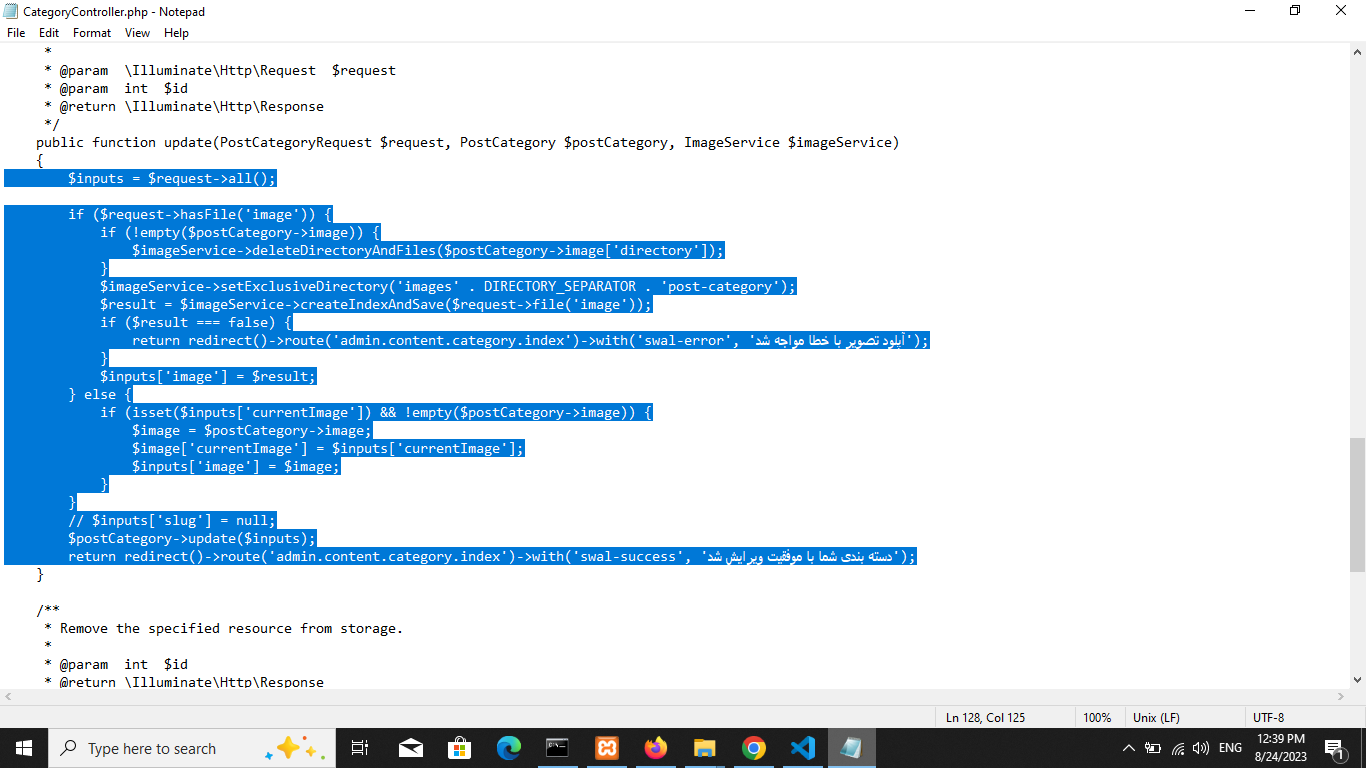 CategoryController.php - Notepad
File Edit Format View Help
*
* @param \Illuminate\Http\Request $request
* @param int $id
* @return \Illuminate\Http\Response
*/
public function update(PostCategoryRequest $request, PostCategory $postCategory, ImageService $imageService)
{
$inputs = $request->all();
if ($request->hasFile('image')) {
if (!empty($postCategory->image)) {
$imageService->deleteDirectoryAndFiles($postCategory->image['directory']);
}
$imageService->setExclusiveDirectory('images' . DIRECTORY_SEPARATOR . 'post-category');
$result = $imageService->createIndexAndSave($request->file('image'));
if ($result === false) {
return redirect()->route('admin.content.category.index')->with('swal-error', 'آپلود تصویر با خطا مواجه شد');
}
$inputs['image'] = $result;
} else {
if (isset($inputs['currentImage']) && !empty($postCategory->image)) {
$image = $postCategory->image;
$image['currentImage'] = $inputs['currentImage'];
$inputs['image'] = $image;
}
}
// $inputs['slug'] = null;
$postCategory->update($inputs);
return redirect()->route('admin.content.category.index')->with('swal-success', 'دسته بندی شما با موفقیت ویرایش شد');
}
/**
* Remove the specified resource from storage.
*
* @param int $id
* @return \Illuminate\Http\Response
Ln 128, Col 125 100% Unix (LF) UTF-8
Type here to search
ENG
12:39 PM
8/24/2023
1